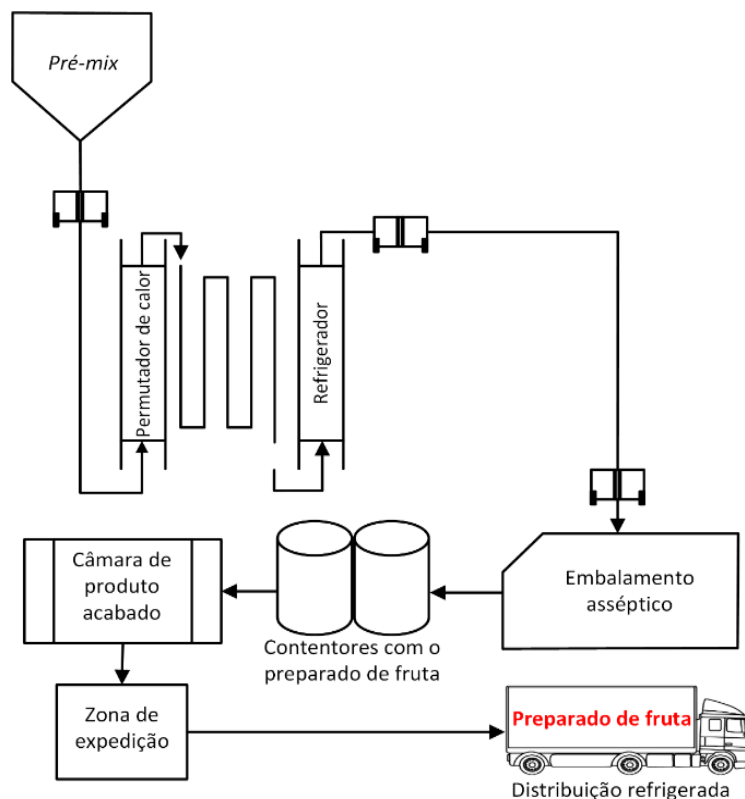 Pré-mix
Permutador de calor
Refrigerador
Embalamento
asséptico
Contentores com o
preparado de fruta
Câmara de
produto
acabado
Zona de
expedição
Preparado de fruta
Distribuição refrigerada